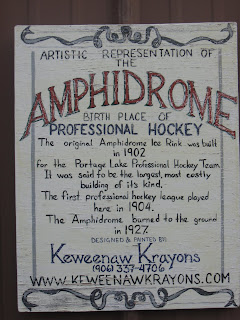 ARTISTIC REPRESENTATION OF
THE
AMPHIDROME
BIRTH PLACE OF
PROFESSIONAL HOCKEY
The original Amphidrome Ice Rink was built
in 1902
for the Portage Lake Professional Hockey Team.
It was said to be the largest, most costly
building of it's kind.
The first professional hockey league played
here in 1904.
The Amphidrome burned to the ground
in 1927.
DESIGNED & PAINTED BY:
Keweenaw Krayons
(906) 337-4706
WWW.KEWEENAWKRAYONS.COM